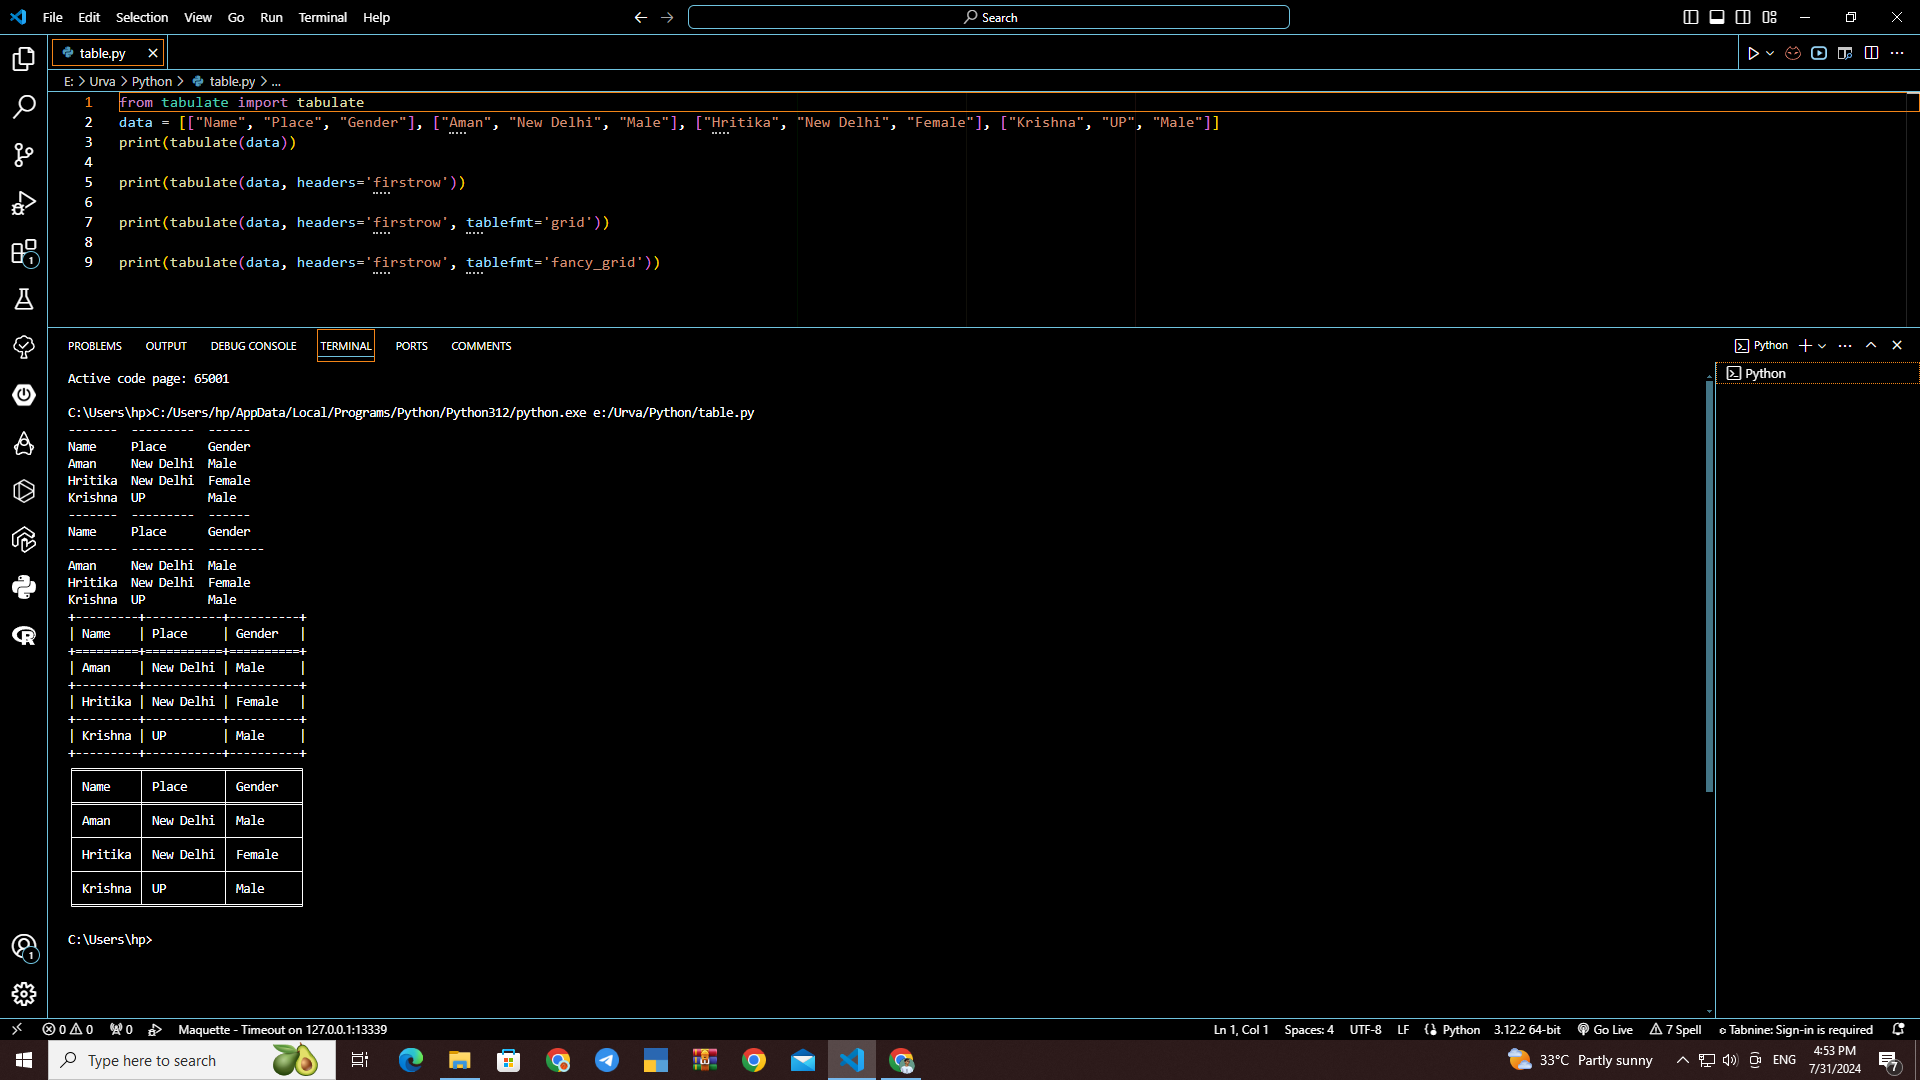 File Edit Selection View Go Run Terminal Help
Search
table.py
E: > Urva > Python > table.py > ...
1 from tabulate import tabulate
2 data = [["Name", "Place", "Gender"], ["Aman", "New Delhi", "Male"], ["Hritika", "New Delhi", "Female"], ["Krishna", "UP", "Male"]]
3 print(tabulate(data))
4
5 print(tabulate(data, headers='firstrow'))
6
7 print(tabulate(data, headers='firstrow', tablefmt='grid'))
8
9 print(tabulate(data, headers='firstrow', tablefmt='fancy_grid'))
PROBLEMS OUTPUT DEBUG CONSOLE TERMINAL PORTS COMMENTS
Python
Python
Active code page: 65001
C:\Users\hp>C:/Users/hp/AppData/Local/Programs/Python/Python312/python.exe e:/Urva/Python/table.py
-------  ---------  ------
Name     Place      Gender
Aman     New Delhi  Male
Hritika  New Delhi  Female
Krishna  UP         Male
-------  ---------  ------
Name     Place      Gender
-------  ---------  --------
Aman     New Delhi  Male
Hritika  New Delhi  Female
Krishna  UP         Male
+---------+-----------+----------+
| Name    | Place     | Gender   |
+=========+===========+==========+
| Aman    | New Delhi | Male     |
+---------+-----------+----------+
| Hritika | New Delhi | Female   |
+---------+-----------+----------+
| Krishna | UP        | Male     |
+---------+-----------+----------+
Name Place Gender
Aman New Delhi Male
Hritika New Delhi Female
Krishna UP Male
C:\Users\hp>
1
1
0 0 0 Maquette - Timeout on 127.0.0.1:13339 Ln 1, Col 1 Spaces: 4 UTF-8 LF Python 3.12.2 64-bit Go Live 7 Spell Tabnine: Sign-in is required
Type here to search 33°C Partly sunny ENG 4:53 PM 7
7/31/2024